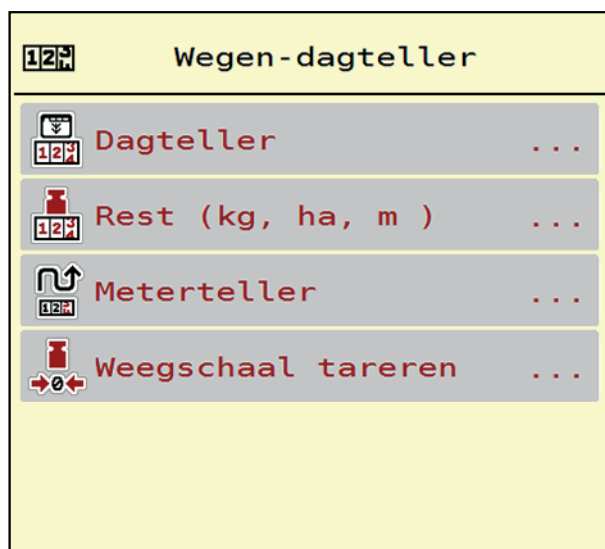 Wegen-dagteller
Dagteller ...
Rest (kg, ha, m ) ...
Meterteller ...
Weegschaal tareren ...